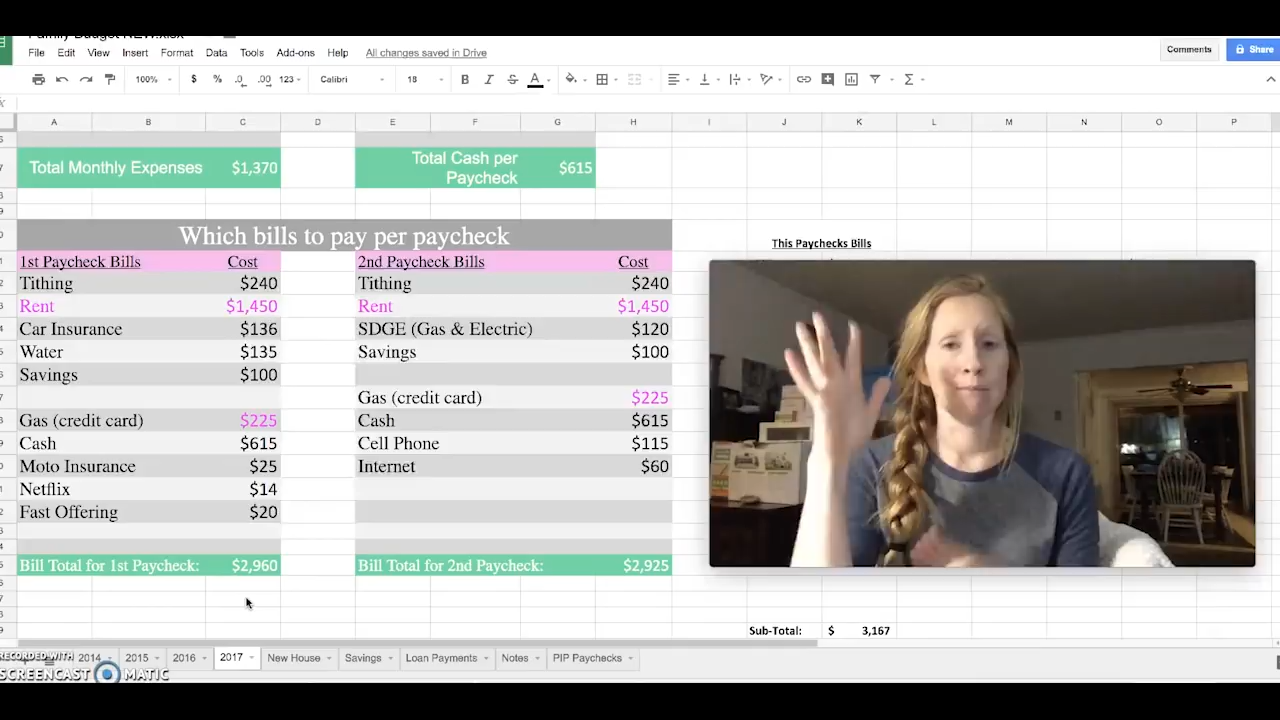 Family Budget NEW.xlsx
File Edit View Insert Format Data Tools Add-ons Help All changes saved in Drive
Comments Share
100% $ % .0 .00 123 Calibri 18 B I S A
A B C D E F G H I J K L M N O P
Total Monthly Expenses $1,370 Total Cash per Paycheck $615
Which bills to pay per paycheck
This Paychecks Bills
1st Paycheck Bills Cost 2nd Paycheck Bills Cost
Tithing $240 Tithing $240
Rent $1,450 Rent $1,450
Car Insurance $136 SDGE (Gas & Electric) $120
Water $135 Savings $100
Savings $100
Gas (credit card) $225
Gas (credit card) $225 Cash $615
Cash $615 Cell Phone $115
Moto Insurance $25 Internet $60
Netflix $14
Fast Offering $20
Bill Total for 1st Paycheck: $2,960 Bill Total for 2nd Paycheck: $2,925
Sub-Total: $ 3,167
2014 2015 2016 2017 New House Savings Loan Payments Notes PIP Paychecks
RECORDED WITH
SCREENCAST MATIC